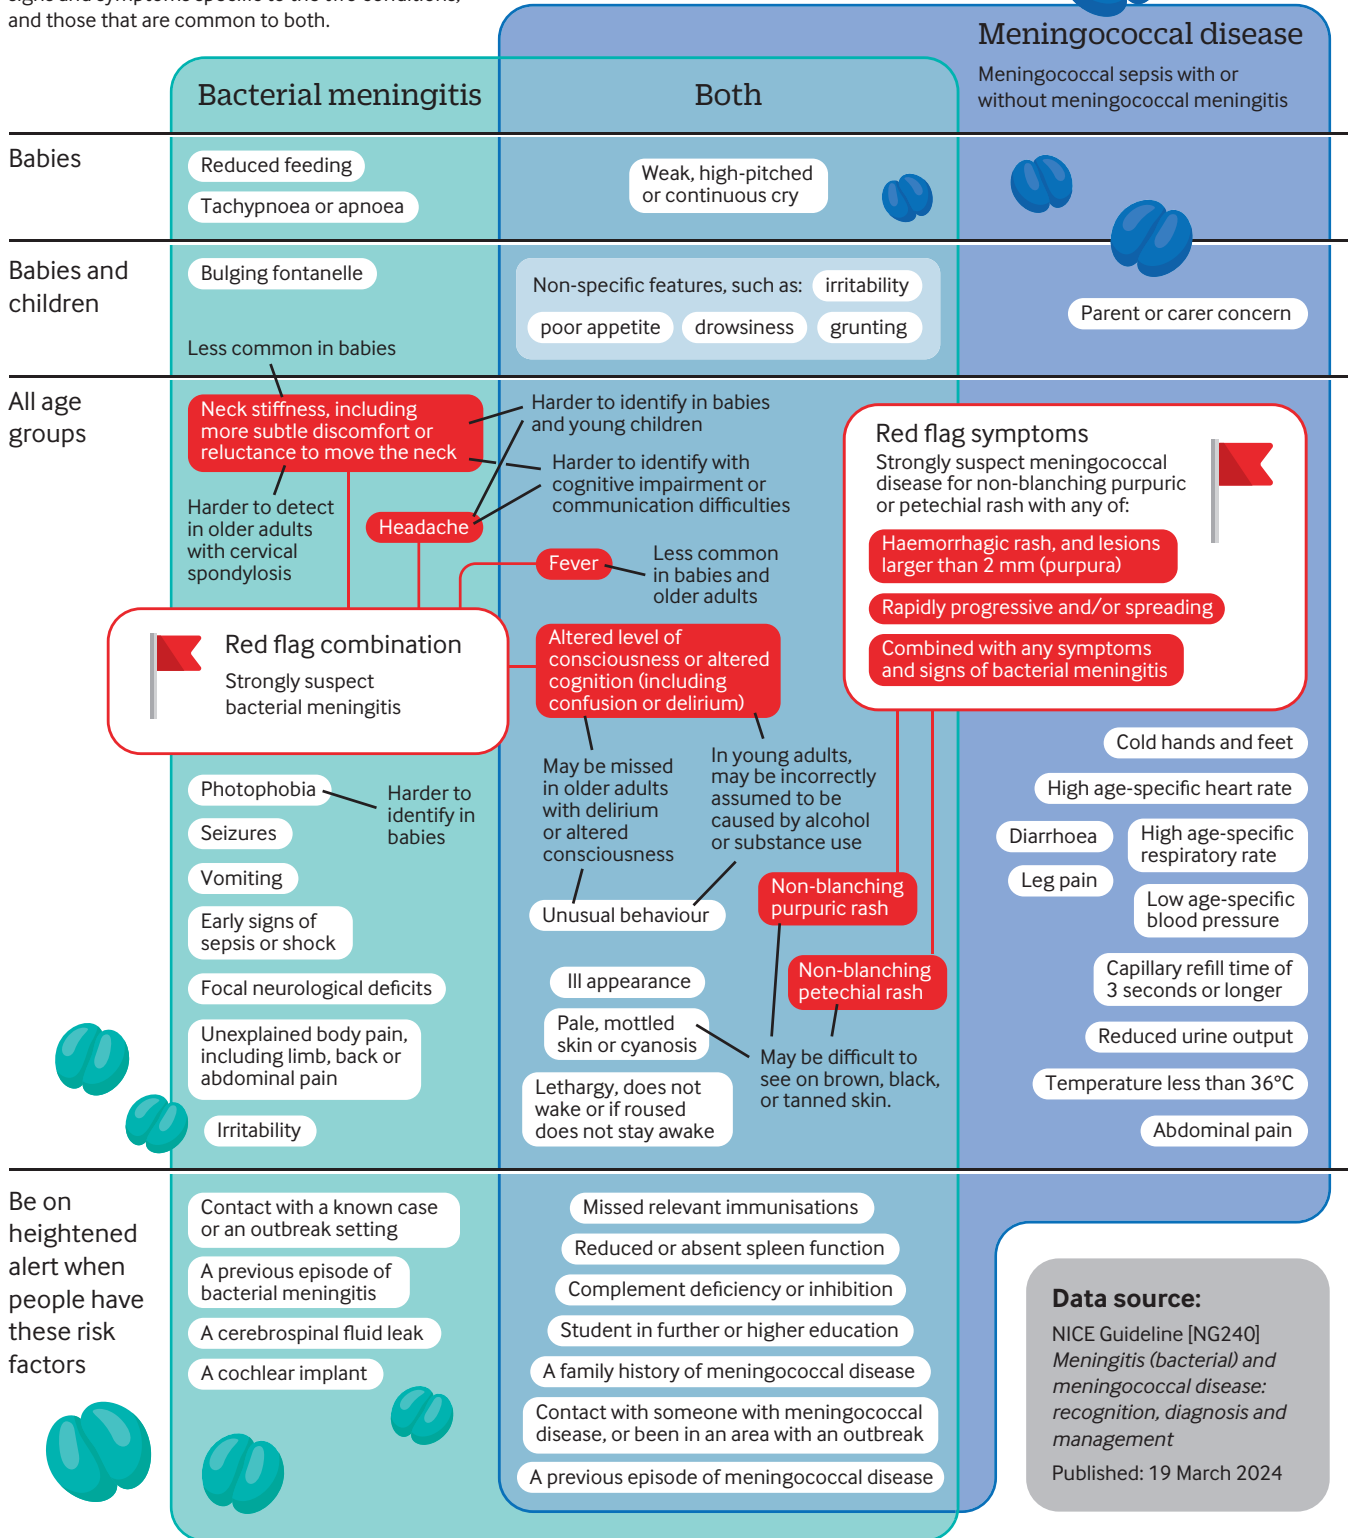 and those that are common to both.
Meningococcal disease
Meningococcal sepsis with or
without meningococcal meningitis
Bacterial meningitis
Both
Babies
Reduced feeding
Tachypnoea or apnoea
Weak, high-pitched
or continuous cry
Babies and
children
Bulging fontanelle
Non-specific features, such as:
irritability
poor appetite
drowsiness
grunting
Parent or carer concern
All age
groups
Less common in babies
Neck stiffness, including
more subtle discomfort or
reluctance to move the neck
Harder to identify in babies
and young children
Harder to identify with
cognitive impairment or
communication difficulties
Harder to detect
in older adults
with cervical
spondylosis
Headache
Fever
Less common
in babies and
older adults
Red flag combination
Strongly suspect
bacterial meningitis
Altered level of
consciousness or altered
cognition (including
confusion or delirium)
May be missed
in older adults
with delirium
or altered
consciousness
In young adults,
may be incorrectly
assumed to be
caused by alcohol
or substance use
Red flag symptoms
Strongly suspect meningococcal
disease for non-blanching purpuric
or petechial rash with any of:
Haemorrhagic rash, and lesions
larger than 2 mm (purpura)
Rapidly progressive and/or spreading
Combined with any symptoms
and signs of bacterial meningitis
Photophobia
Harder to
identify in
babies
Seizures
Vomiting
Early signs of
sepsis or shock
Focal neurological deficits
Unexplained body pain,
including limb, back or
abdominal pain
Irritability
Unusual behaviour
Non-blanching
purpuric rash
Non-blanching
petechial rash
Ill appearance
Pale, mottled
skin or cyanosis
May be difficult to
see on brown, black,
or tanned skin.
Lethargy, does not
wake or if roused
does not stay awake
Cold hands and feet
High age-specific heart rate
Diarrhoea
High age-specific
respiratory rate
Leg pain
Low age-specific
blood pressure
Capillary refill time of
3 seconds or longer
Reduced urine output
Temperature less than 36°C
Abdominal pain
Be on
heightened
alert when
people have
these risk
factors
Contact with a known case
or an outbreak setting
A previous episode of
bacterial meningitis
A cerebrospinal fluid leak
A cochlear implant
Missed relevant immunisations
Reduced or absent spleen function
Complement deficiency or inhibition
Student in further or higher education
A family history of meningococcal disease
Contact with someone with meningococcal
disease, or been in an area with an outbreak
A previous episode of meningococcal disease
Data source:
NICE Guideline [NG240]
Meningitis (bacterial) and
meningococcal disease:
recognition, diagnosis and
management
Published: 19 March 2024